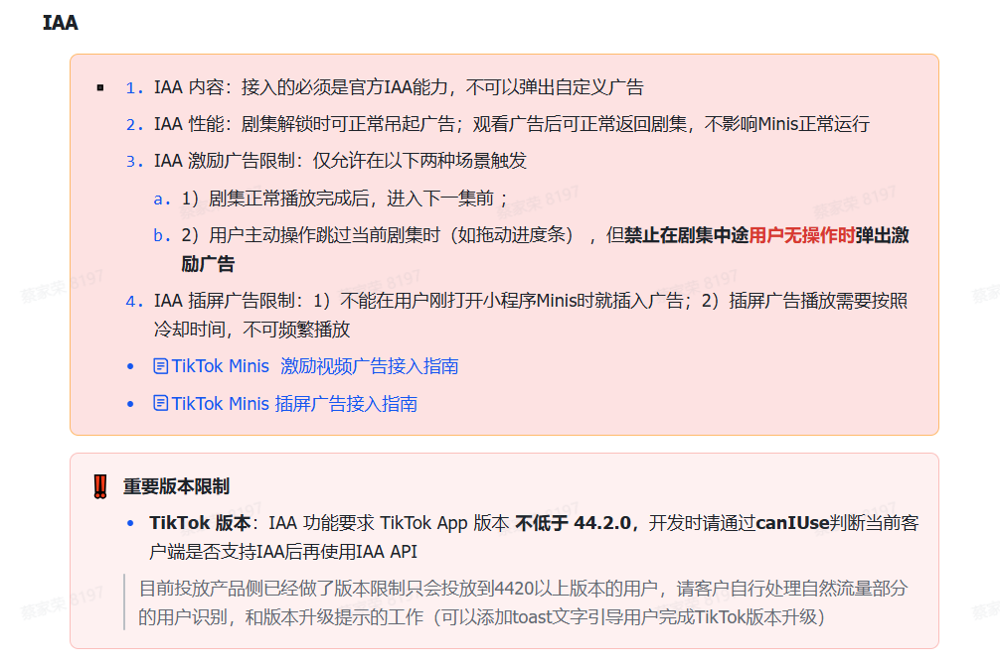 IAA
1. IAA 内容：接入的必须是官方IAA能力，不可以弹出自定义广告
2. IAA 性能：剧集解锁时可正常吊起广告；观看广告后可正常返回剧集，不影响Minis正常运行
3. IAA 激励广告限制：仅允许在以下两种场景触发
a. 1）剧集正常播放完成后，进入下一集前；
b. 2）用户主动操作跳过当前剧集时（如拖动进度条），但禁止在剧集中途用户无操作时弹出激
励广告
4. IAA 插屏广告限制：1）不能在用户刚打开小程序Minis时就插入广告；2）插屏广告播放需要按照
冷却时间，不可频繁播放
TikTok Minis 激励视频广告接入指南
TikTok Minis 插屏广告接入指南
重要版本限制
TikTok 版本：IAA 功能要求 TikTok App 版本 不低于 44.2.0，开发时请通过canIUse判断当前客
户端是否支持IAA后再使用IAA API
目前投放产品侧已经做了版本限制只会投放到4420以上版本的用户，请客户自行处理自然流量部分
的用户识别，和版本升级提示的工作（可以添加toast文字引导用户完成TikTok版本升级）
蔡家荣 8197